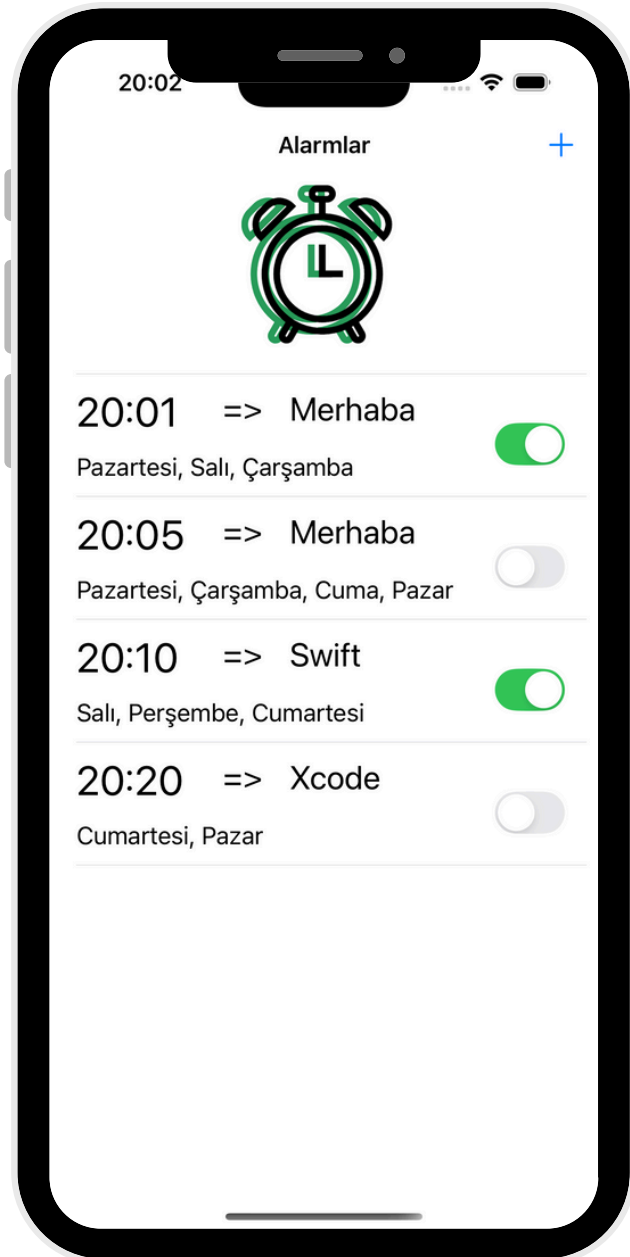 20:02
Alarmlar
20:01 => Merhaba
Pazartesi, Salı, Çarşamba
20:05 => Merhaba
Pazartesi, Çarşamba, Cuma, Pazar
20:10 => Swift
Salı, Perşembe, Cumartesi
20:20 => Xcode
Cumartesi, Pazar